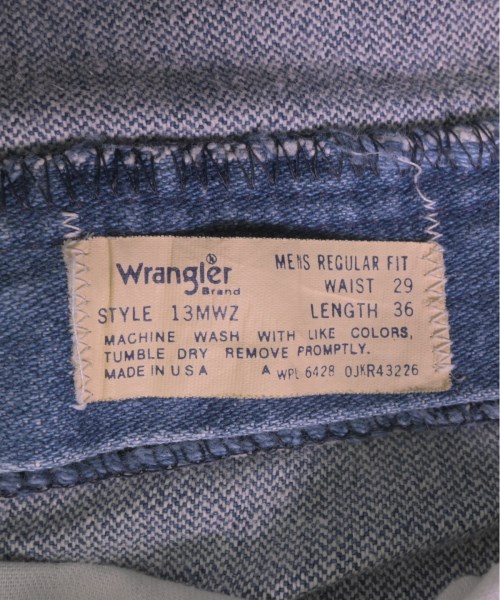 Wrangler®
Brand
MENS REGULAR FIT
WAIST 29
STYLE 13MWZ LENGTH 36
MACHINE WASH WITH LIKE COLORS,
TUMBLE DRY REMOVE PROMPTLY.
MADE IN USA A WPL 6428 0JKR43226